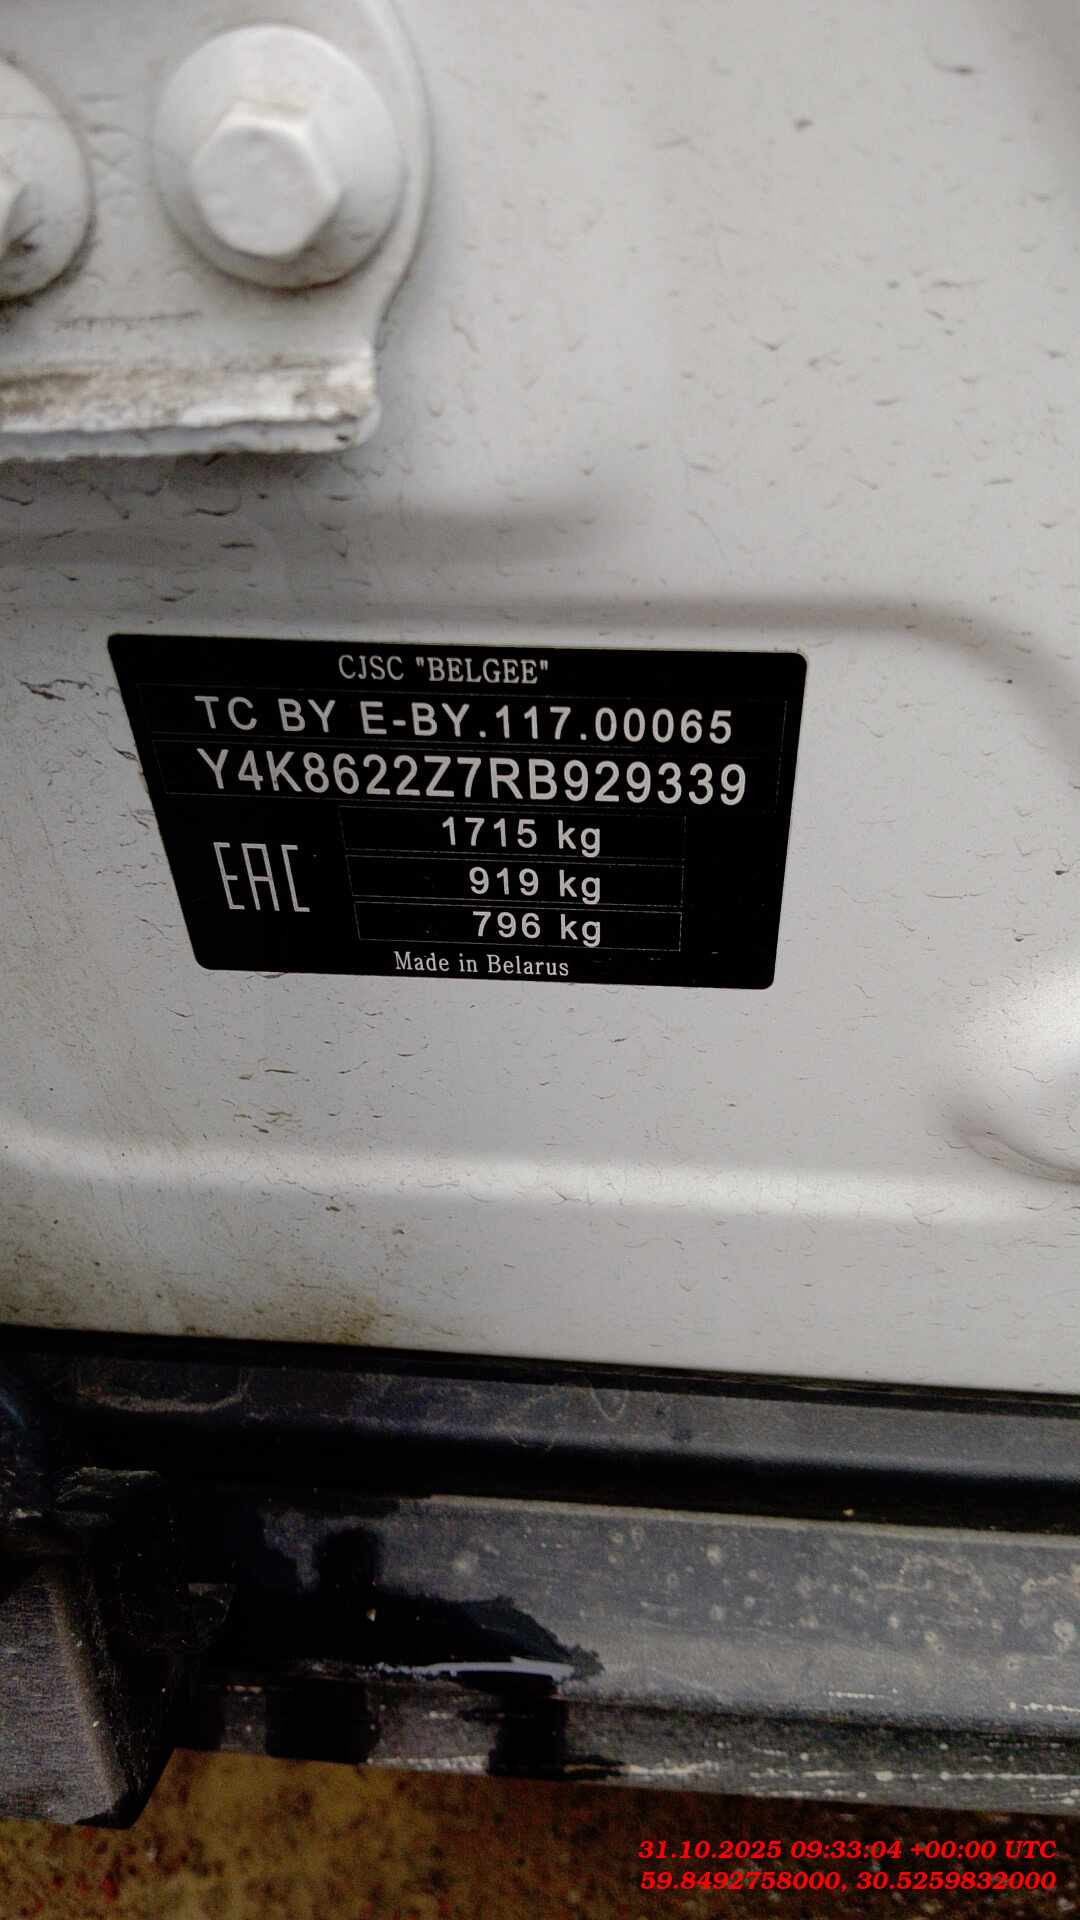 CJSC "BELGEE"
TC BY E-BY.117.00065
Y4K8622Z7RB929339
1715 kg
EAC
919 kg
796 kg
Made in Belarus
31.10.2025 09:33:04 +00:00 UTC
59.8492758000, 30.5259832000